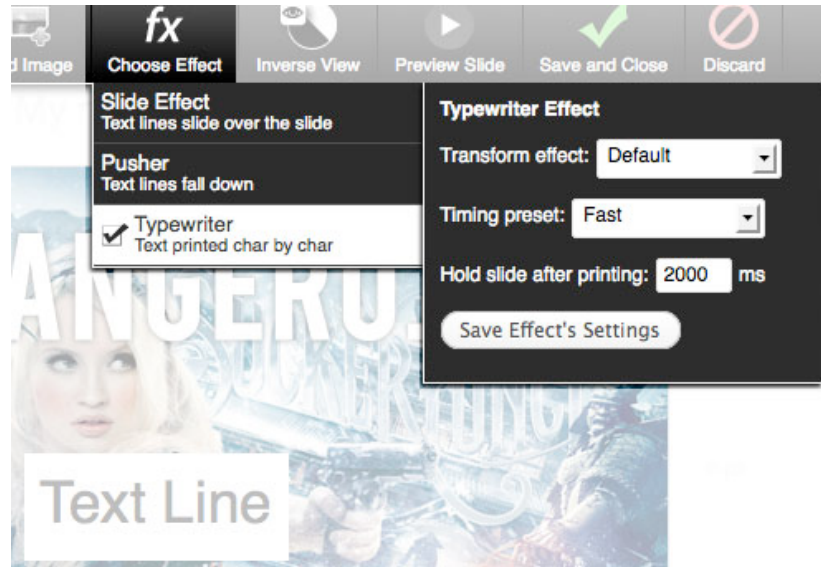 d Image
fx
Choose Effect
Inverse View
Preview Slide
Save and Close
Discard
Slide Effect
Text lines slide over the slide
Pusher
Text lines fall down
Typewriter
Text printed char by char
Typewriter Effect
Transform effect: Default
Timing preset: Fast
Hold slide after printing: 2000 ms
Save Effect's Settings
ANGERU
Text Line